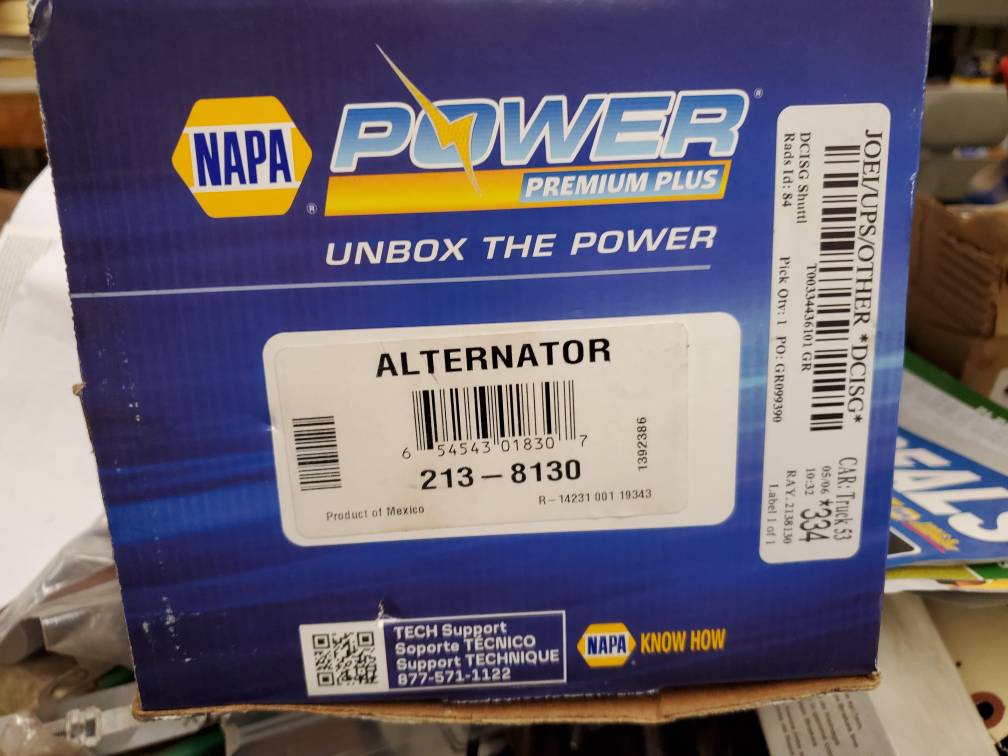 NAPA
POWER
PREMIUM PLUS
UNBOX THE POWER
ALTERNATOR
6 54543 01830 7
1392386
213-8130
R-14231 001 19343
Product of Mexico
TECH Support
Soporte TÉCNICO
Support TECHNIQUE
877-571-1122
NAPA KNOW HOW
JOEI/UPS/OTHER *DCISG*
T00334436101 GR
DCISG Shuttl
Rads Id: 84 Pick Qty: 1 PO: GR099390
CAR: Truck 53
*334
05/06
10:32
RAY. 2138130
Label 1 of 1